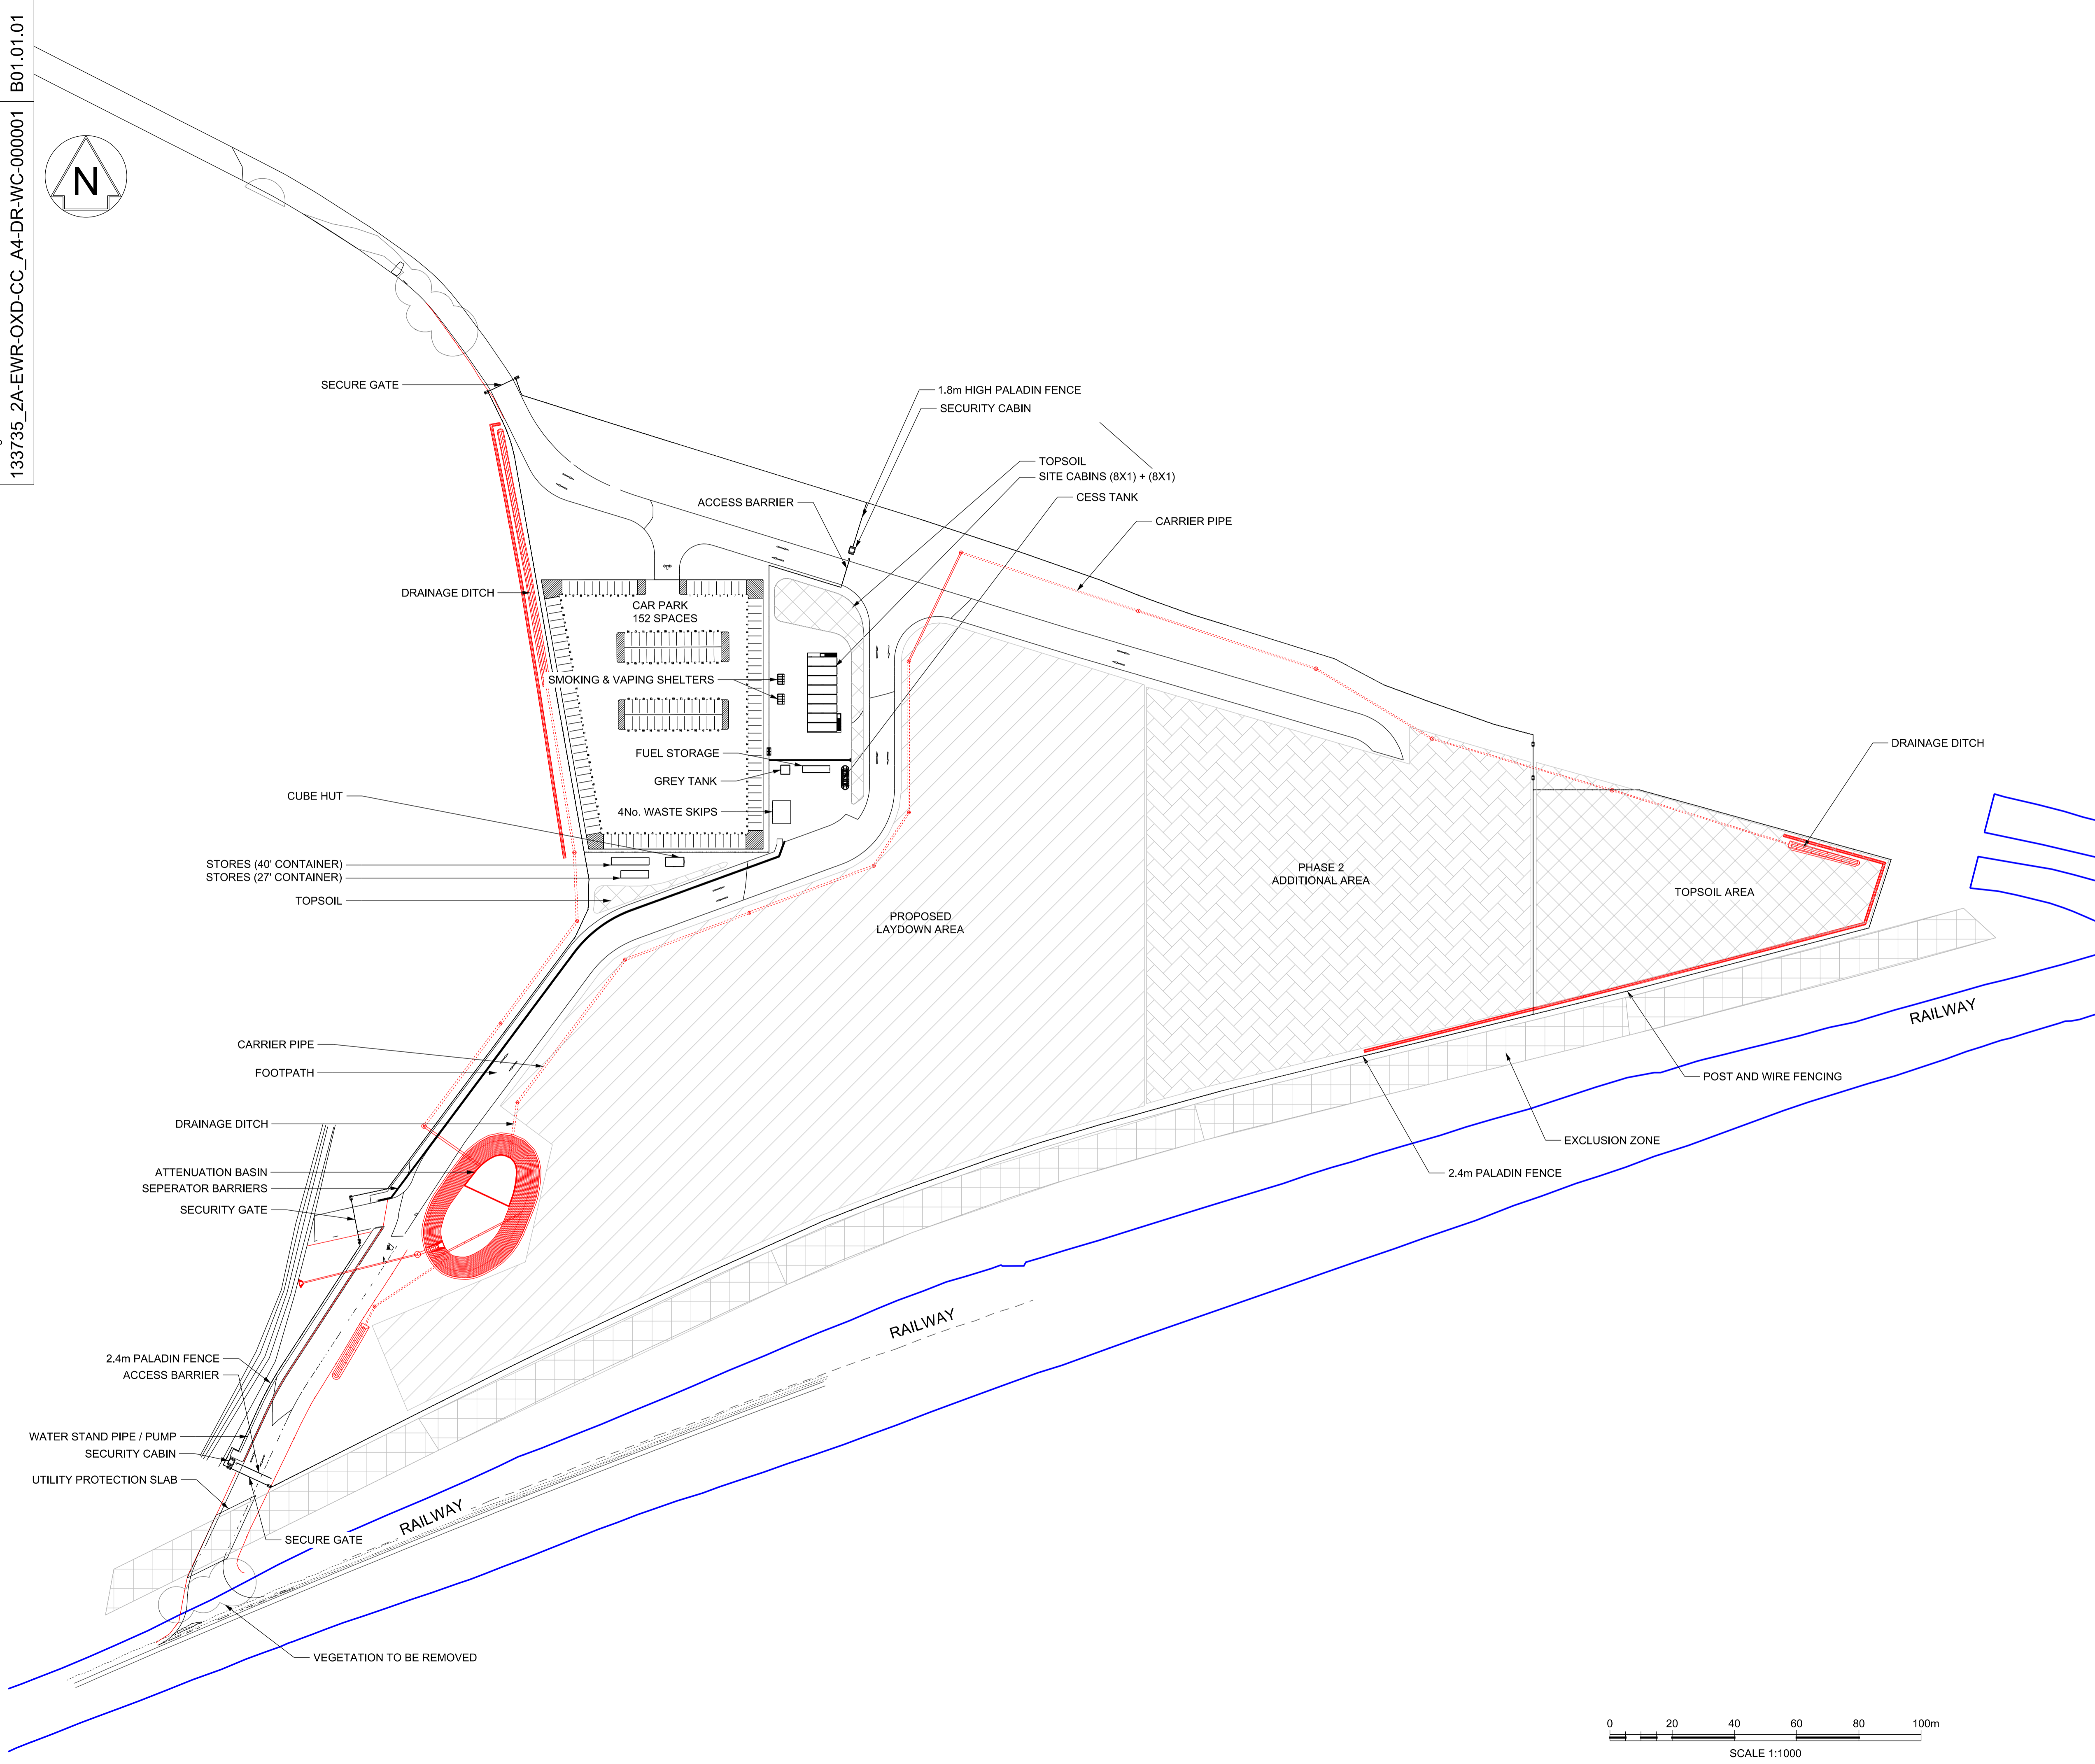 B01.01.01
133735_2A-EWR-OXD-CC_A4-DR-WC-000001
N
SECURE GATE
1.8m HIGH PALADIN FENCE
SECURITY CABIN
TOPSOIL
SITE CABINS (8X1) + (8X1)
ACCESS BARRIER
CESS TANK
CARRIER PIPE
DRAINAGE DITCH
CAR PARK
152 SPACES
SMOKING & VAPING SHELTERS
FUEL STORAGE
GREY TANK
4No. WASTE SKIPS
DRAINAGE DITCH
CUBE HUT
STORES (40' CONTAINER)
STORES (27' CONTAINER)
TOPSOIL
PROPOSED
LAYDOWN AREA
PHASE 2
ADDITIONAL AREA
TOPSOIL AREA
RAILWAY
CARRIER PIPE
FOOTPATH
POST AND WIRE FENCING
DRAINAGE DITCH
EXCLUSION ZONE
ATTENUATION BASIN
2.4m PALADIN FENCE
SEPERATOR BARRIERS
SECURITY GATE
RAILWAY
2.4m PALADIN FENCE
ACCESS BARRIER
WATER STAND PIPE / PUMP
SECURITY CABIN
UTILITY PROTECTION SLAB
RAILWAY
SECURE GATE
VEGETATION TO BE REMOVED
0 20 40 60 80 100m
SCALE 1:1000